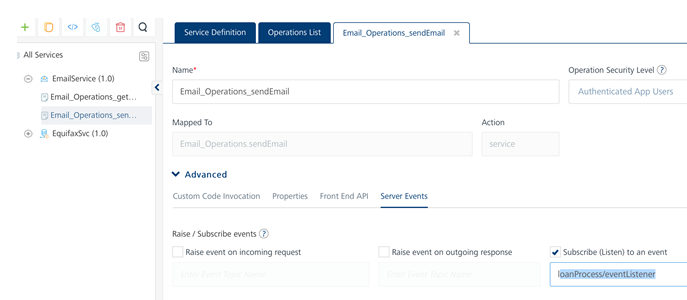 Service Definition
Operations List
Email_Operations_sendEmail
All Services
EmailService (1.0)
Email_Operations_get...
Email_Operations_sen...
EquifaxSvc (1.0)
Name*
Operation Security Level ?
Email_Operations_sendEmail
Authenticated App Users
Mapped To
Action
Email_Operations.sendEmail
service
Advanced
Custom Code Invocation
Properties
Front End API
Server Events
Raise / Subscribe events ?
Raise event on incoming request
Raise event on outgoing response
Subscribe (Listen) to an event
Enter Event Topic Name
Enter Event Topic Name
loanProcess/eventListener